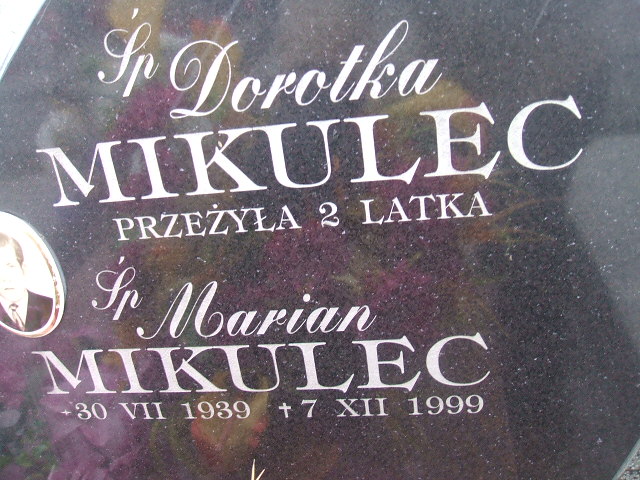 Śp Dorotka
MIKULEC
PRZEŻYŁA 2 LATKA
Śp Marian
MIKULEC
* 30 VII 1939 † 7 XII 1999